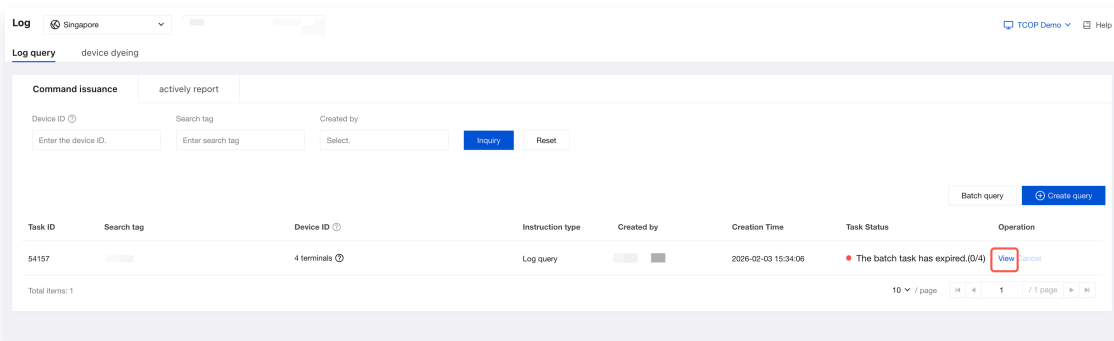 Log Singapore TCOP Demo Help
Log query device dyeing
Command issuance actively report
Device ID Search tag Created by
Enter the device ID. Enter search tag Select. Inquiry Reset
Batch query Create query
Task ID Search tag Device ID Instruction type Created by Creation Time Task Status Operation
54157 4 terminals Log query 2026-02-03 15:34:06 The batch task has expired.(0/4) View Cancel
Total items: 1 10 / page 1 / 1 page